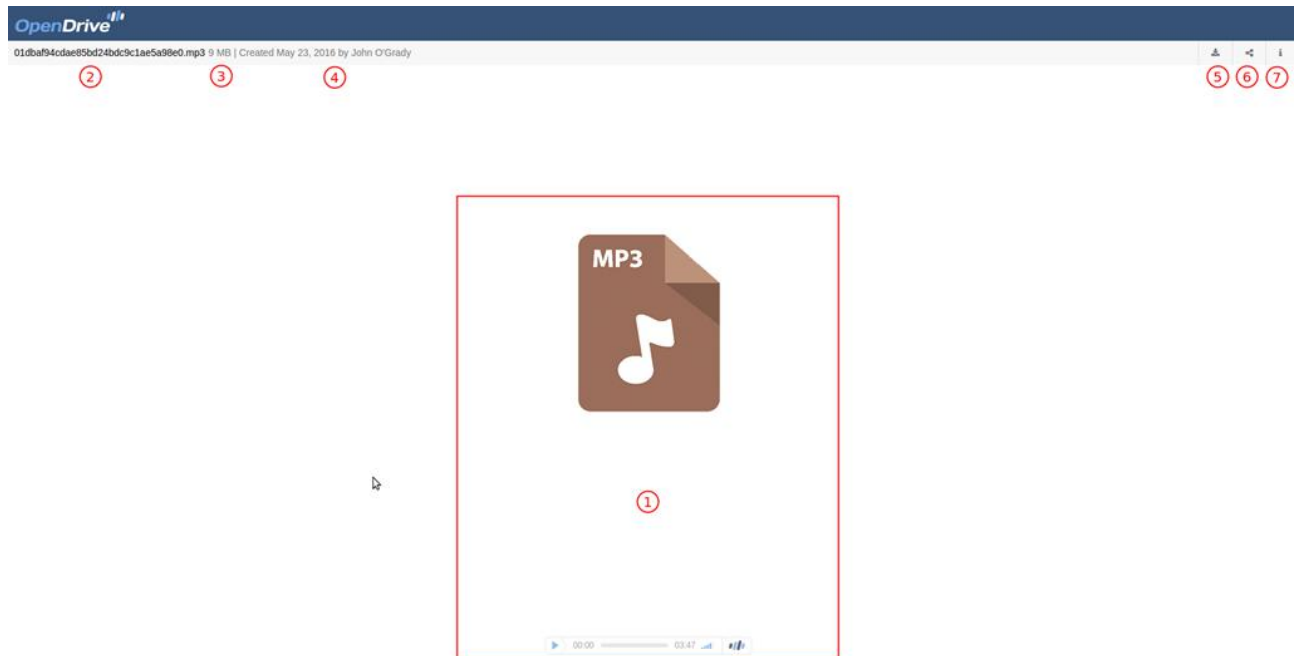 OpenDrive
01dbaf94cdae85bd24bdc9c1ae5a98e0.mp3 9 MB | Created May 23, 2016 by John O'Grady
2 3 4 5 6 7
MP3
1
00:00 03:47